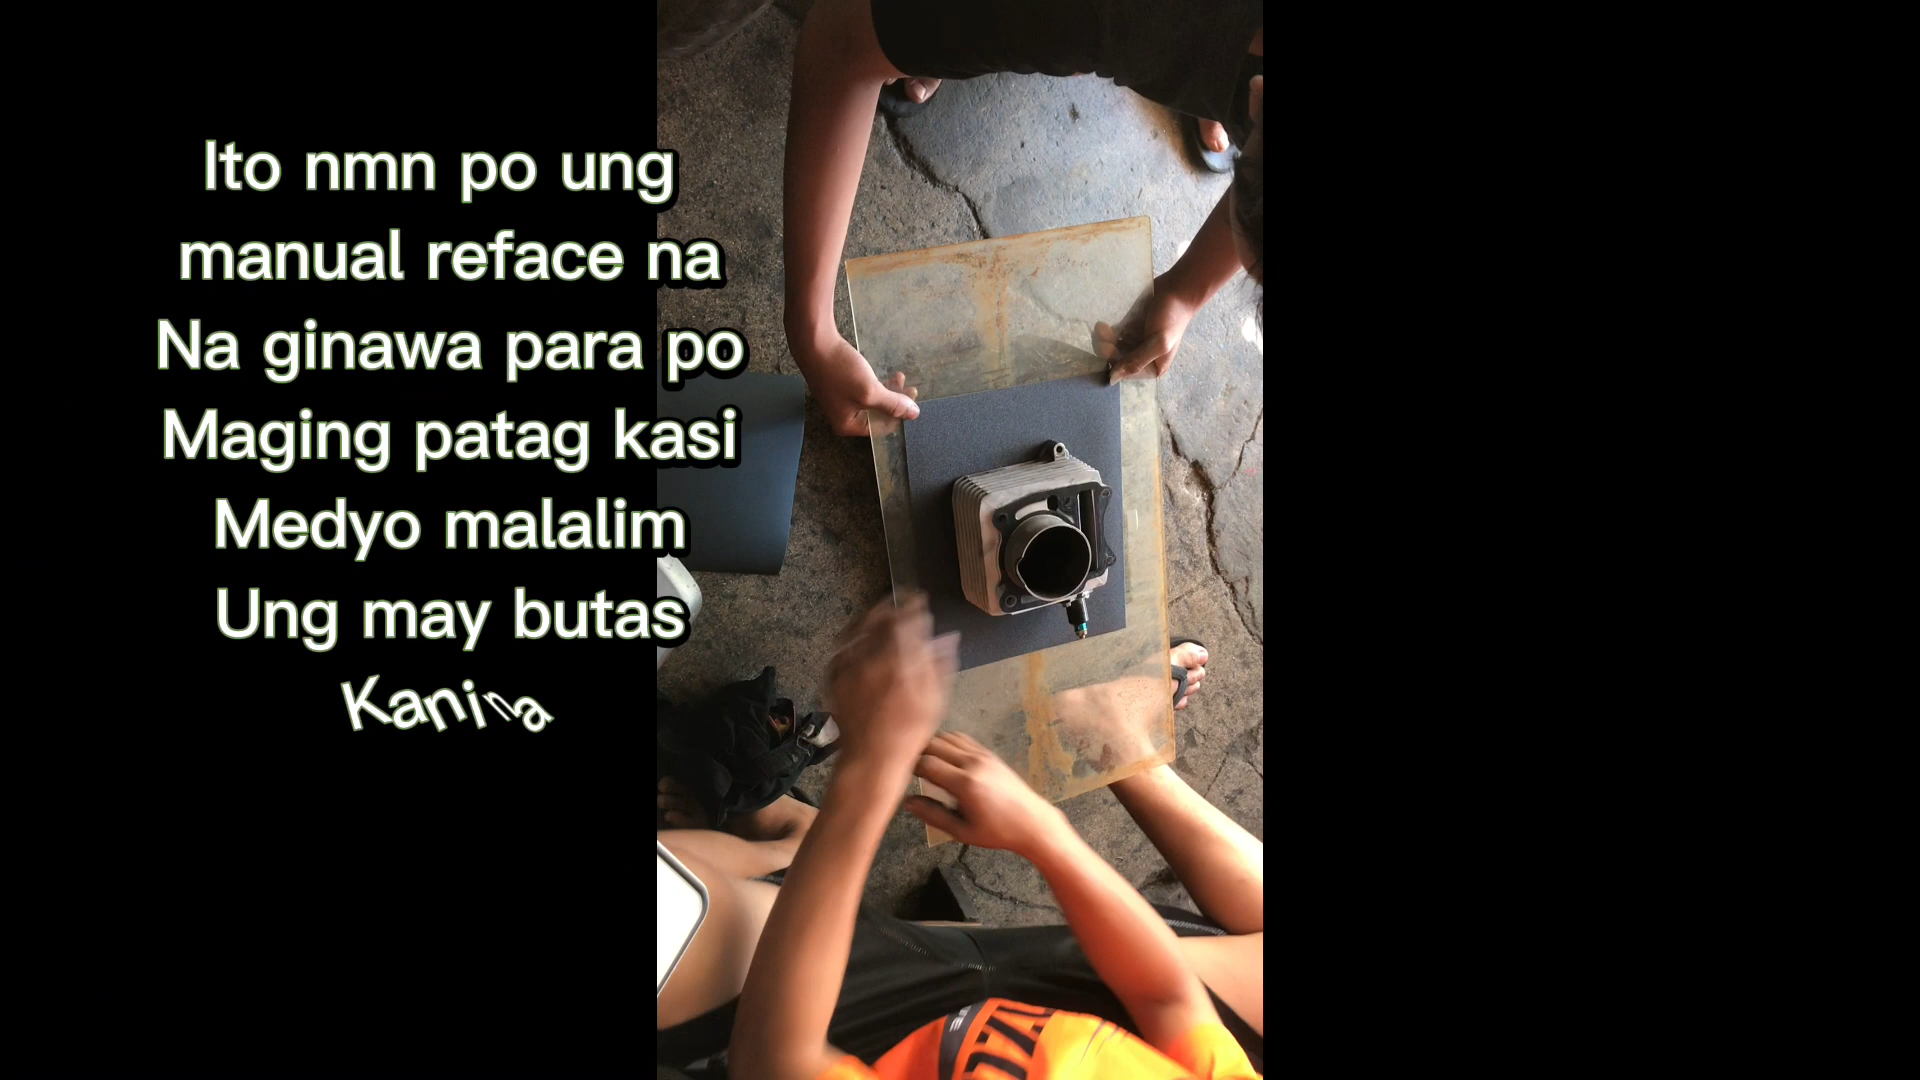 Ito nmn po ung
manual reface na
Na ginawa para po
Maging patag kasi
Medyo malalim
Ung may butas
Kanina